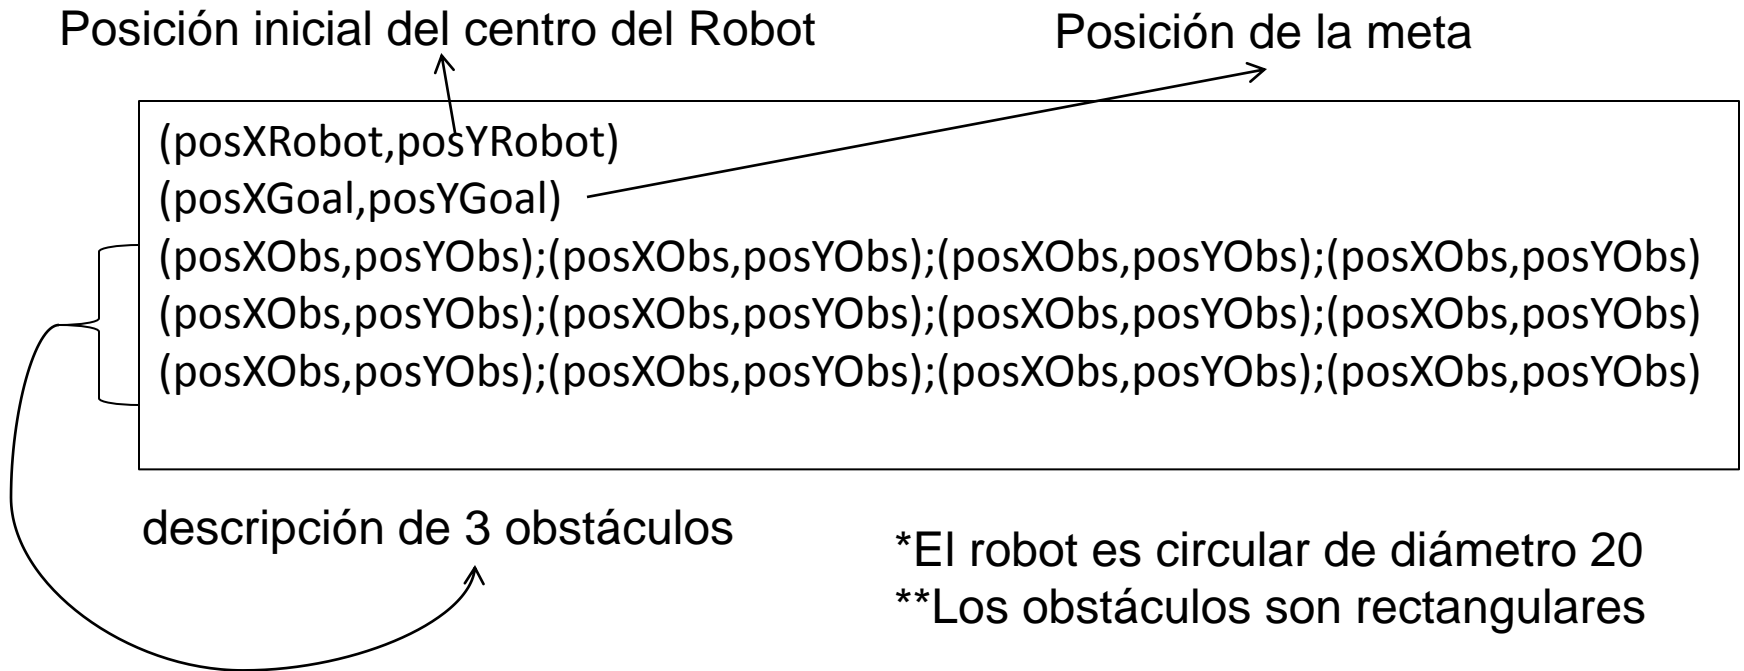 Posición inicial del centro del Robot
Posición de la meta
(posXRobot,posYRobot)
(posXGoal,posYGoal)
(posXObs,posYObs);(posXObs,posYObs);(posXObs,posYObs);(posXObs,posYObs)
(posXObs,posYObs);(posXObs,posYObs);(posXObs,posYObs);(posXObs,posYObs)
(posXObs,posYObs);(posXObs,posYObs);(posXObs,posYObs);(posXObs,posYObs)
descripción de 3 obstáculos
*El robot es circular de diámetro 20
**Los obstáculos son rectangulares